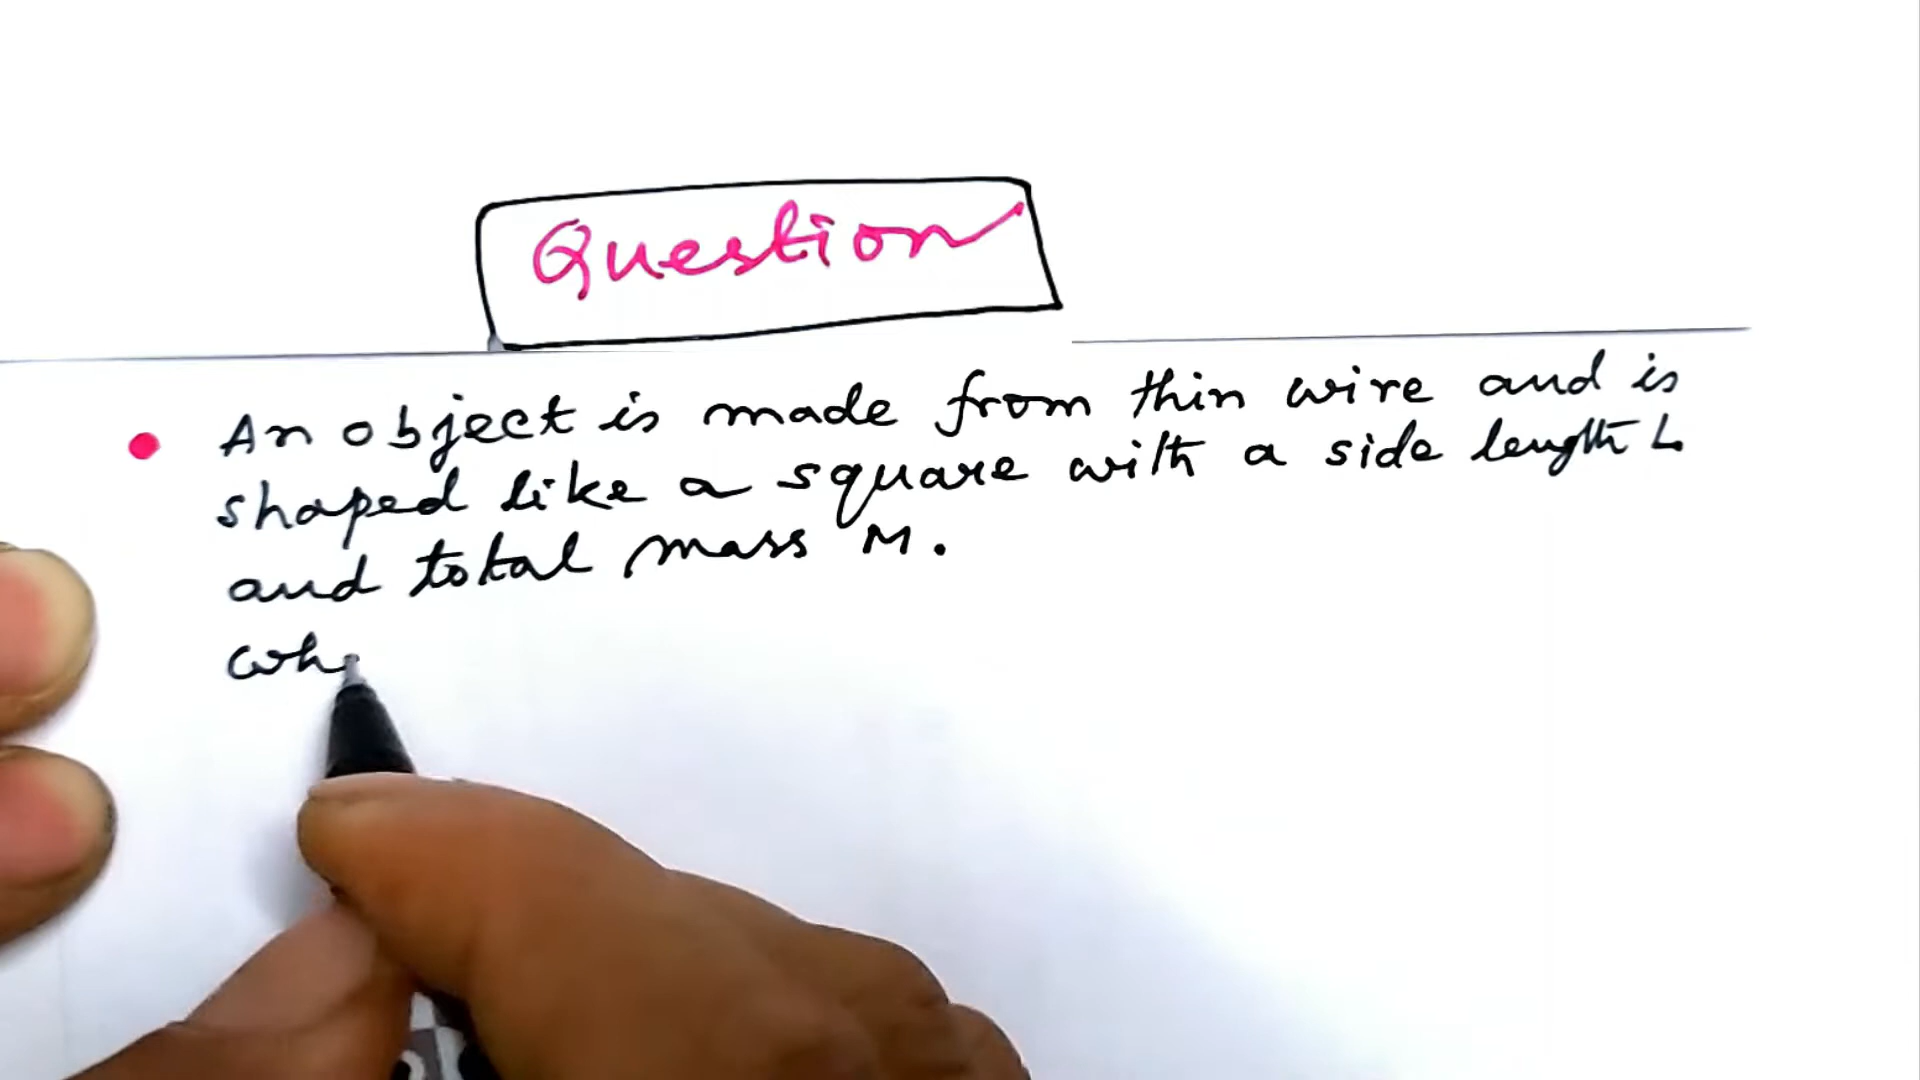 Question
An object is made from thin wire and is
shaped like a square with a side length L
and total mass M.